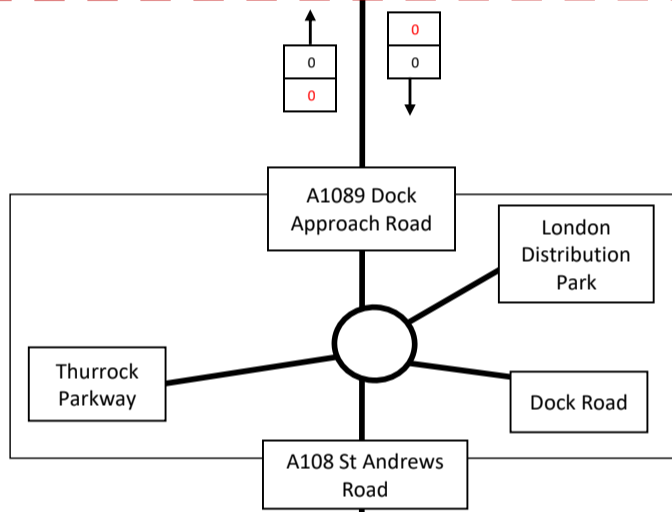 0
0
0
0
A1089 Dock
Approach Road
London
Distribution
Park
Thurrock
Parkway
Dock Road
A108 St Andrews
Road